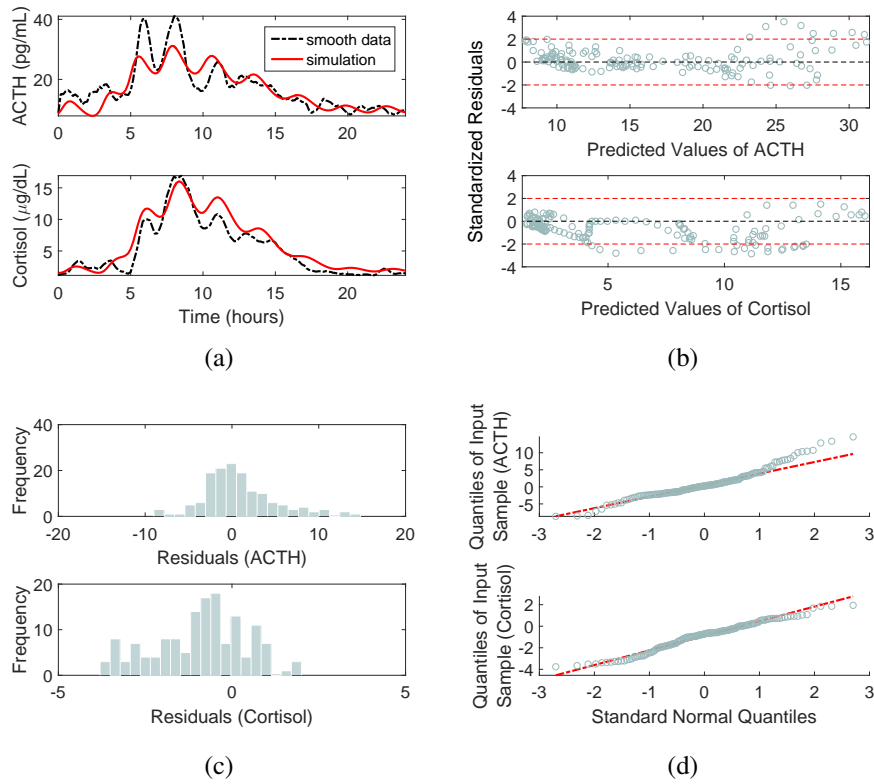 40
20
ACTH (pg/mL)
smooth data
simulation
0 5 10 15 20
15
10
5
Cortisol (μg/dL)
0 5 10 15 20
Time (hours)
(a)
4
2
0
-2
-4
10 15 20 25 30
Predicted Values of ACTH
Standardized Residuals
4
2
0
-2
-4
5 10 15
Predicted Values of Cortisol
(b)
40
20
0
Frequency
-20 -10 0 10 20
Residuals (ACTH)
20
10
0
Frequency
-5 0 5
Residuals (Cortisol)
(c)
Quantiles of Input
Sample (ACTH)
10
5
0
-5
-3 -2 -1 0 1 2 3
Quantiles of Input
Sample (Cortisol)
2
0
-2
-4
-3 -2 -1 0 1 2 3
Standard Normal Quantiles
(d)